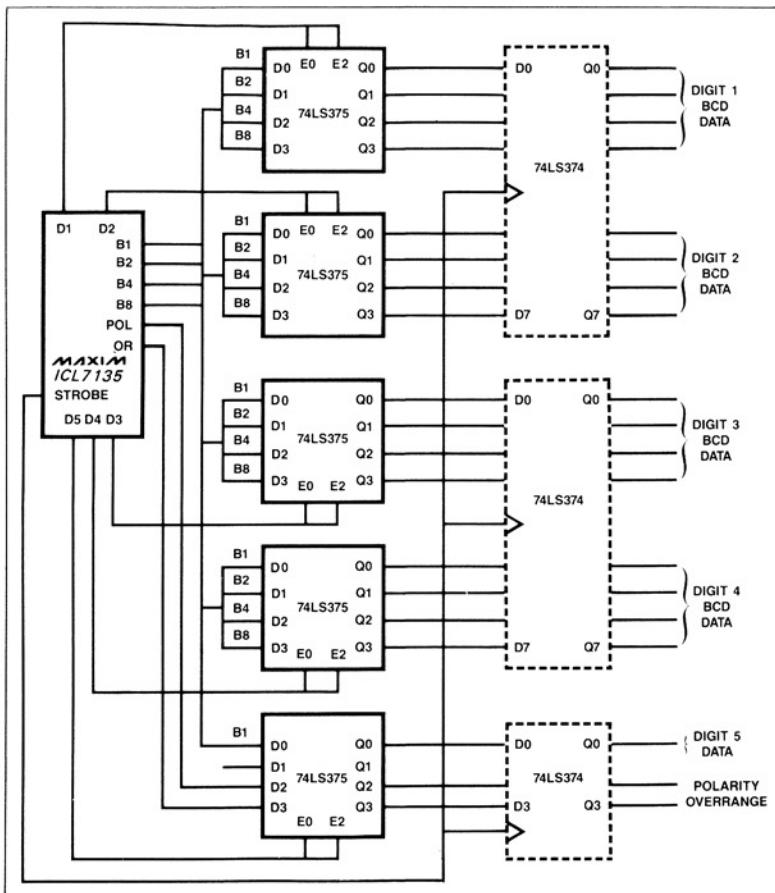 B1
B2
B4
B8
E0 E2
D0 Q0
D1 Q1
D2 Q2
D3 Q3
74LS375
D0 Q0
74LS374
D7 Q7
DIGIT 1
BCD
DATA
DIGIT 2
BCD
DATA
D1 D2
B1
B2
B4
B8
POL
OR
MAXIM
ICL7135
STROBE
D5 D4 D3
B1
B2
B4
B8
E0 E2
D0 Q0
D1 Q1
D2 Q2
D3 Q3
74LS375
B1
B2
B4
B8
D0 Q0
D1 Q1
D2 Q2
D3 Q3
74LS375
E0 E2
D0 Q0
74LS374
D7 Q7
DIGIT 3
BCD
DATA
DIGIT 4
BCD
DATA
B1
B2
B4
B8
D0 Q0
D1 Q1
D2 Q2
D3 Q3
74LS375
E0 E2
B1
D0 Q0
D1 Q1
D2 Q2
D3 Q3
74LS375
E0 E2
D0 Q0
74LS374
D3 Q3
DIGIT 5
DATA
POLARITY
OVERRANGE